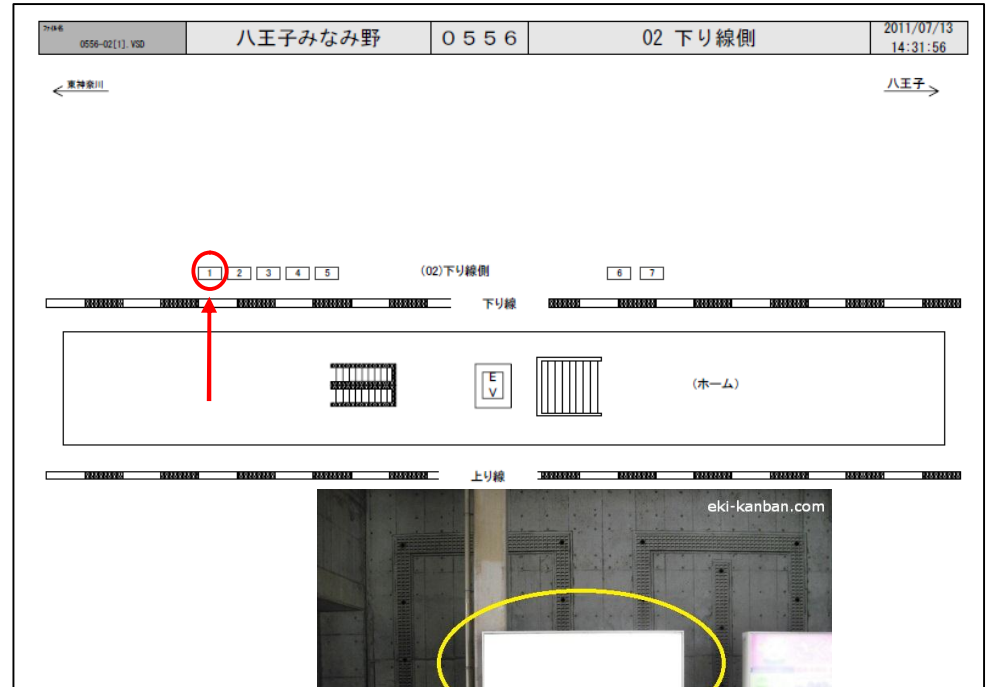 ファイル名
0556-02[1].VSD
八王子みなみ野
0556
02 下り線側
2011/07/13
14:31:56
東神奈川
八王子
1 2 3 4 5
(02)下り線側
6 7
下り線
EV
(ホーム)
上り線
eki-kanban.com